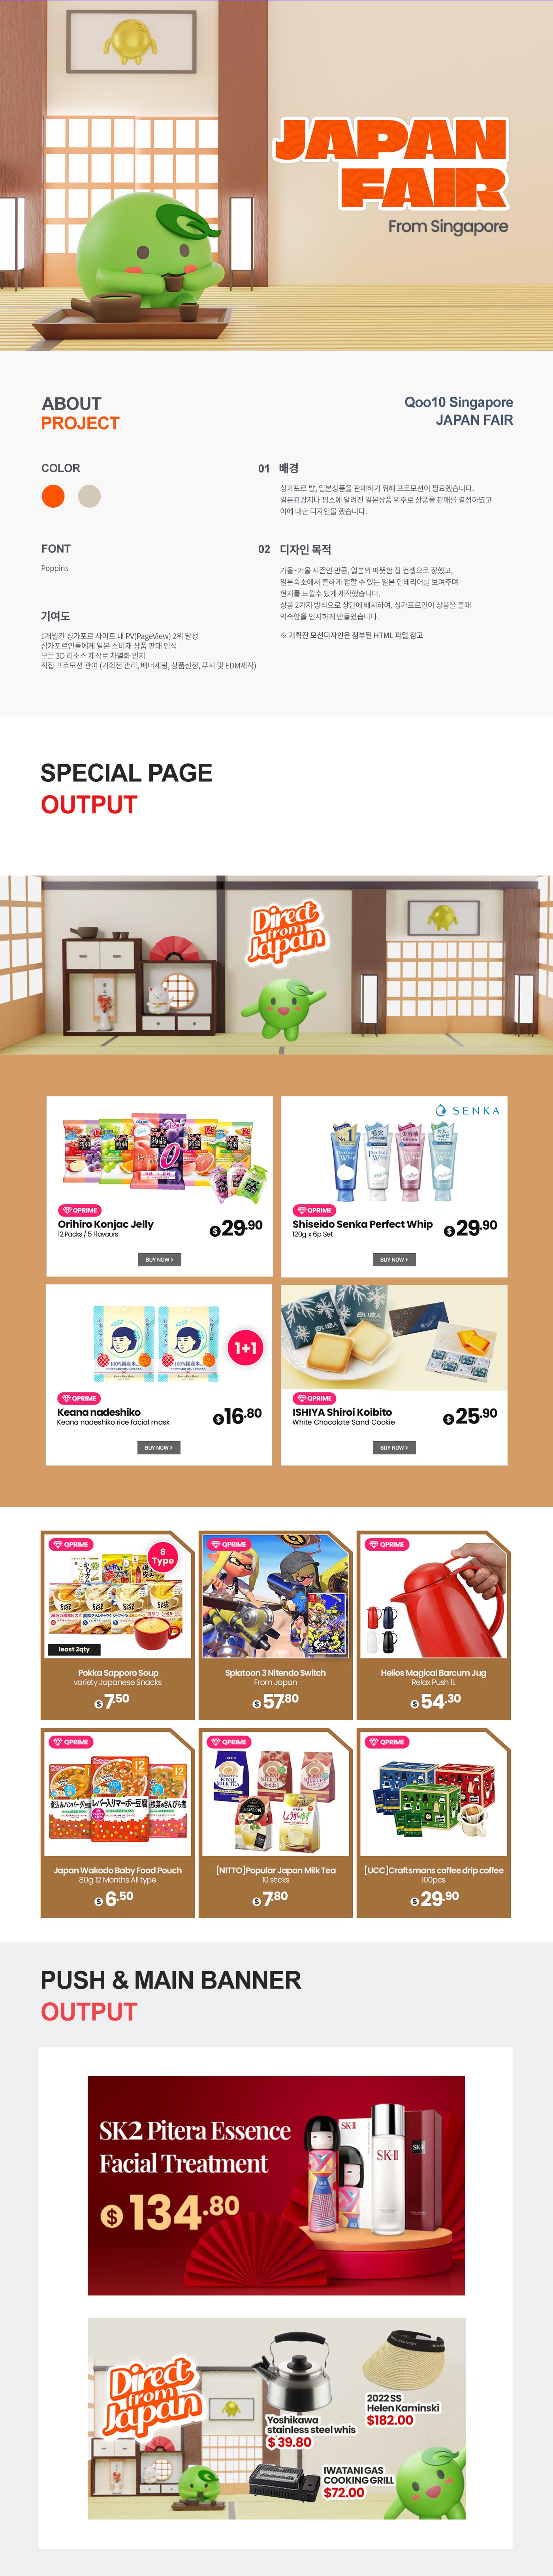 JAPAN
FAIR
From Singapore
ABOUT
PROJECT
Qoo10 Singapore
JAPAN FAIR
COLOR
FONT
Poppins
기여도
1개월간 싱가포르 사이트 내 PV(PageView) 2위 달성
싱가포르인들에게 일본 소비재 상품 판매 인식
모든 3D 리소스 제작로 차별화 인지
직접 프로모션 관여 (기획전 관리, 배너세팅, 상품선정, 푸시 및 EDM제작)
01 배경
싱가포르 발, 일본상품을 판매하기 위해 프로모션이 필요했습니다.
일본관광지나 평소에 알려진 일본상품 위주로 상품을 판매를 결정하였고
이에 대한 디자인을 했습니다.
02 디자인 목적
가을~겨울 시즌인 만큼, 일본의 따뜻한 집 컨셉으로 정했고,
일본숙소에서 흔하게 접할 수 있는 일본 인테리어를 보여주며
현지를 느낄수 있게 제작했습니다.
상품 2가지 방식으로 상단에 배치하여, 싱가포르인이 상품을 볼때
익숙함을 인지하게 만들었습니다.
※ 기획전 모션디자인은 첨부된 HTML 파일 참고
SPECIAL PAGE
OUTPUT
Direct
from
Japan
QPRIME
Orihiro Konjac Jelly
12 Packs / 5 Flavours
$29.90
BUY NOW >
SENKA
QPRIME
Shiseido Senka Perfect Whip
120g x 6p Set
$29.90
BUY NOW >
1+1
QPRIME
Keana nadeshiko
Keana nadeshiko rice facial mask
$16.80
BUY NOW >
QPRIME
ISHIYA Shiroi Koibito
White Chocolate Sand Cookie
$25.90
BUY NOW >
QPRIME
8
Type
least 2qty
Pokka Sapporo Soup
variety Japanese Snacks
$7.50
QPRIME
Splatoon 3 Nitendo Switch
From Japan
$57.80
QPRIME
Helios Magical Barcum Jug
Relax Push 1L
$54.30
QPRIME
Japan Wakodo Baby Food Pouch
80g 12 Months All type
$6.50
QPRIME
[NITTO]Popular Japan Milk Tea
10 sticks
$7.80
QPRIME
[UCC]Craftsmans coffee drip coffee
100pcs
$29.90
PUSH & MAIN BANNER
OUTPUT
SK2 Pitera Essence
Facial Treatment
$134.80
SK-II
SK-II
Direct
from
Japan
Yoshikawa
stainless steel whis
$39.80
2022 SS
Helen Kaminski
$182.00
IWATANI GAS
COOKING GRILL
$72.00